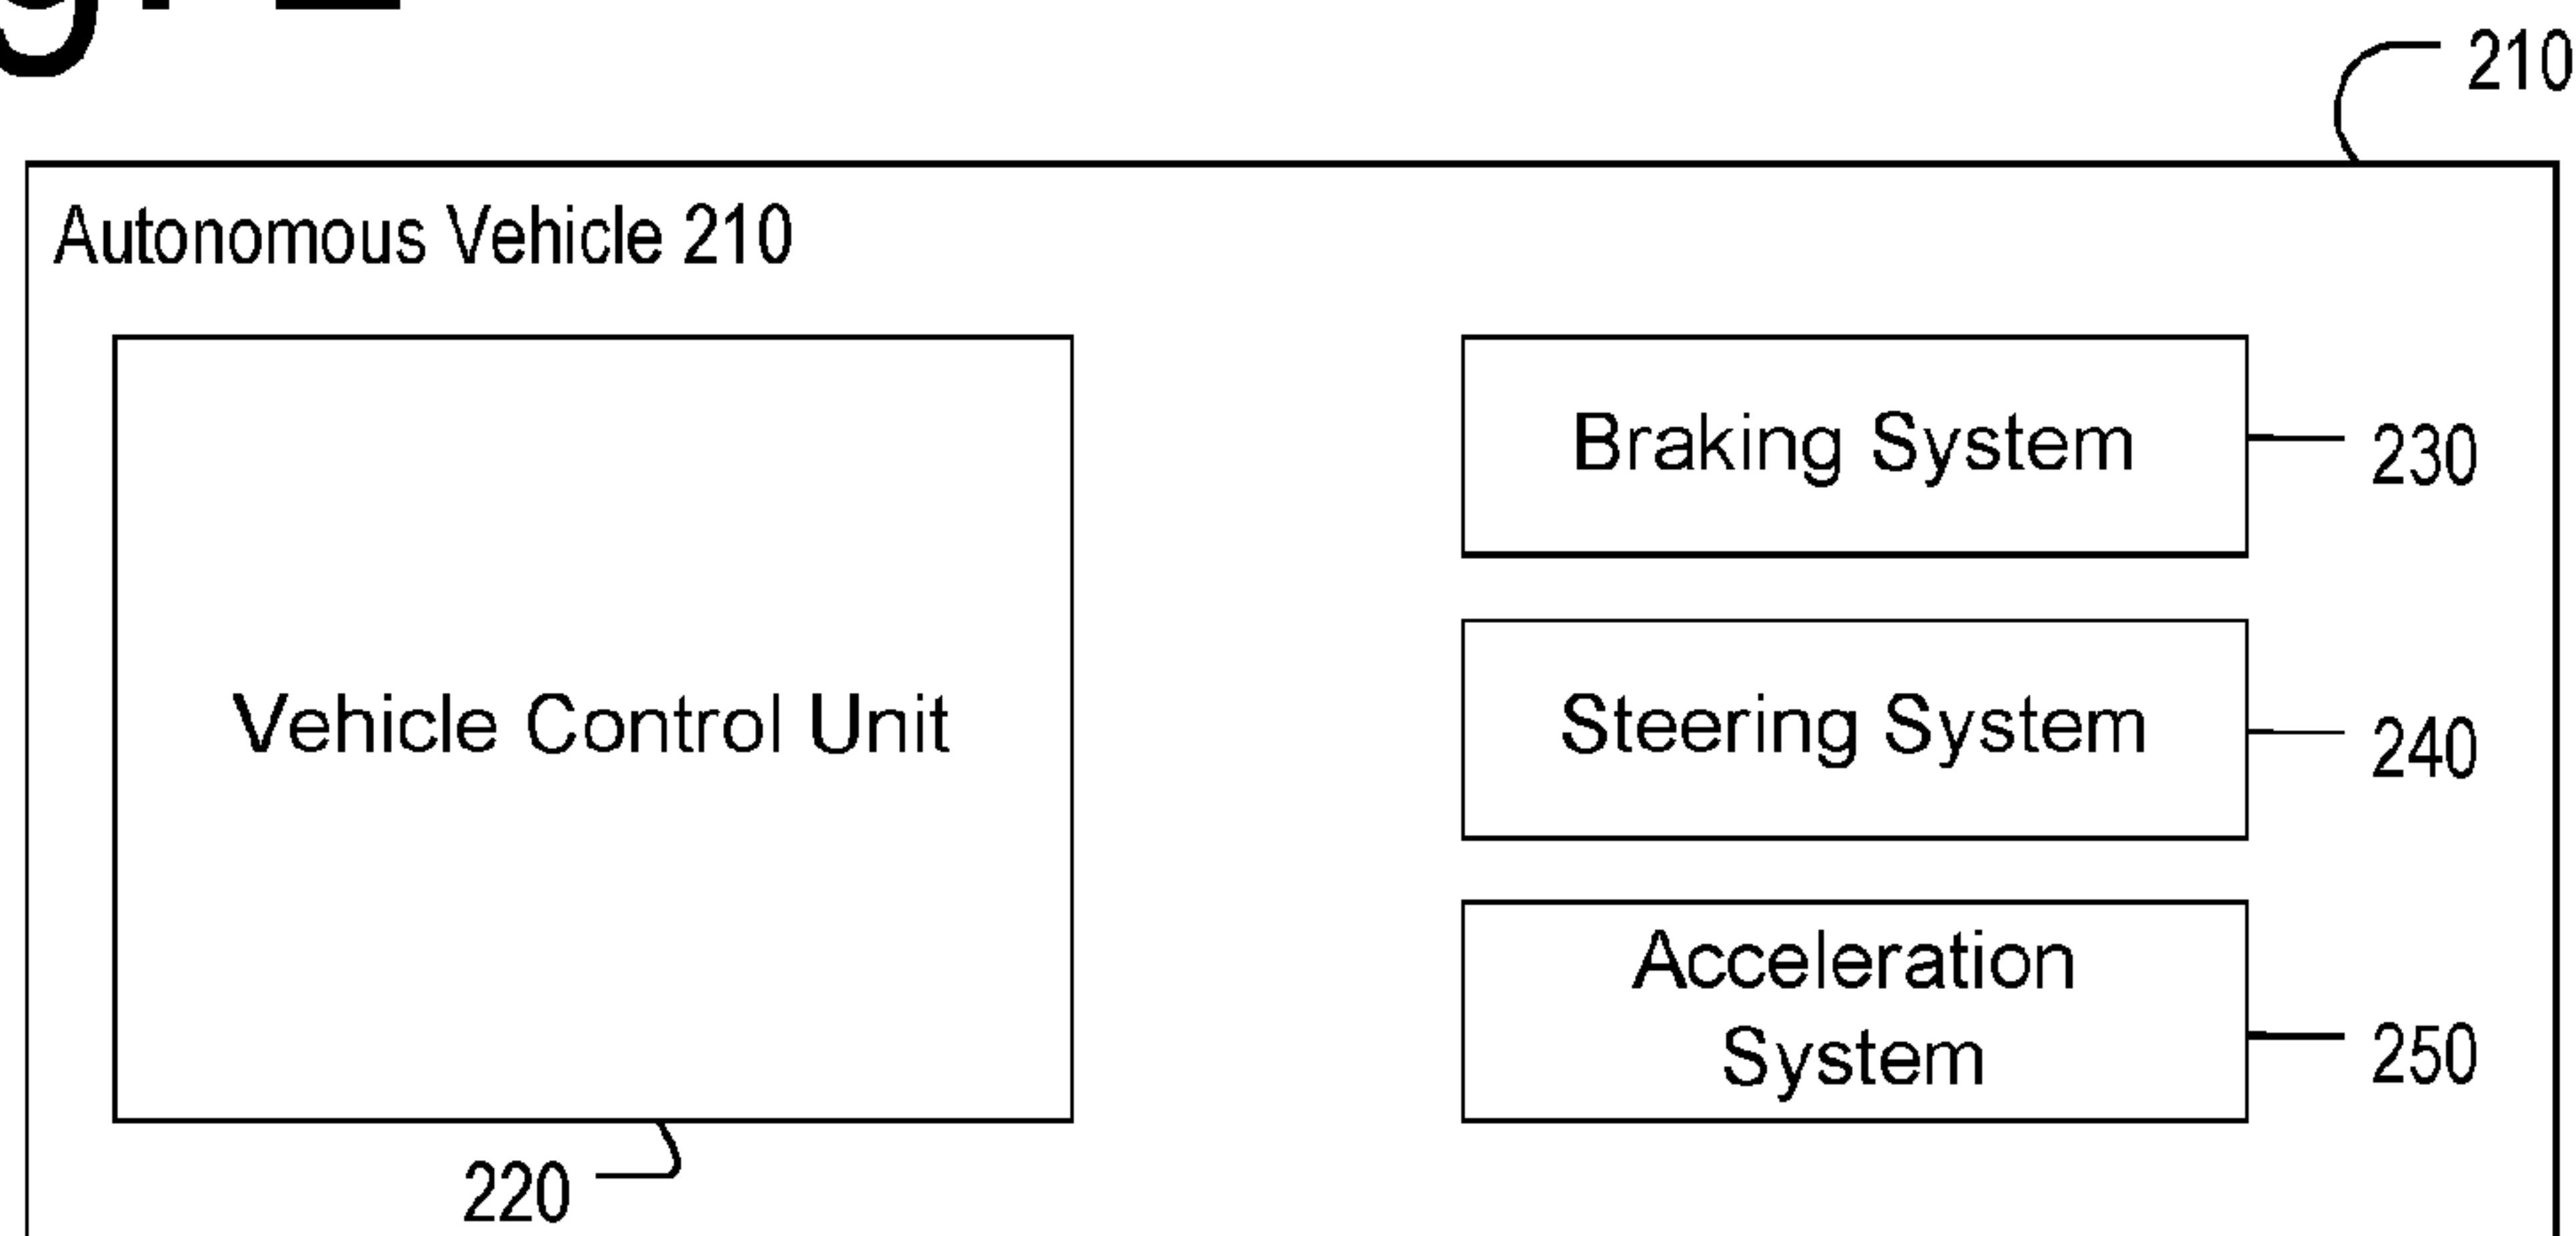 210
Autonomous Vehicle 210
Braking System
230
Vehicle Control Unit
Steering System
240
Acceleration
System
250
220